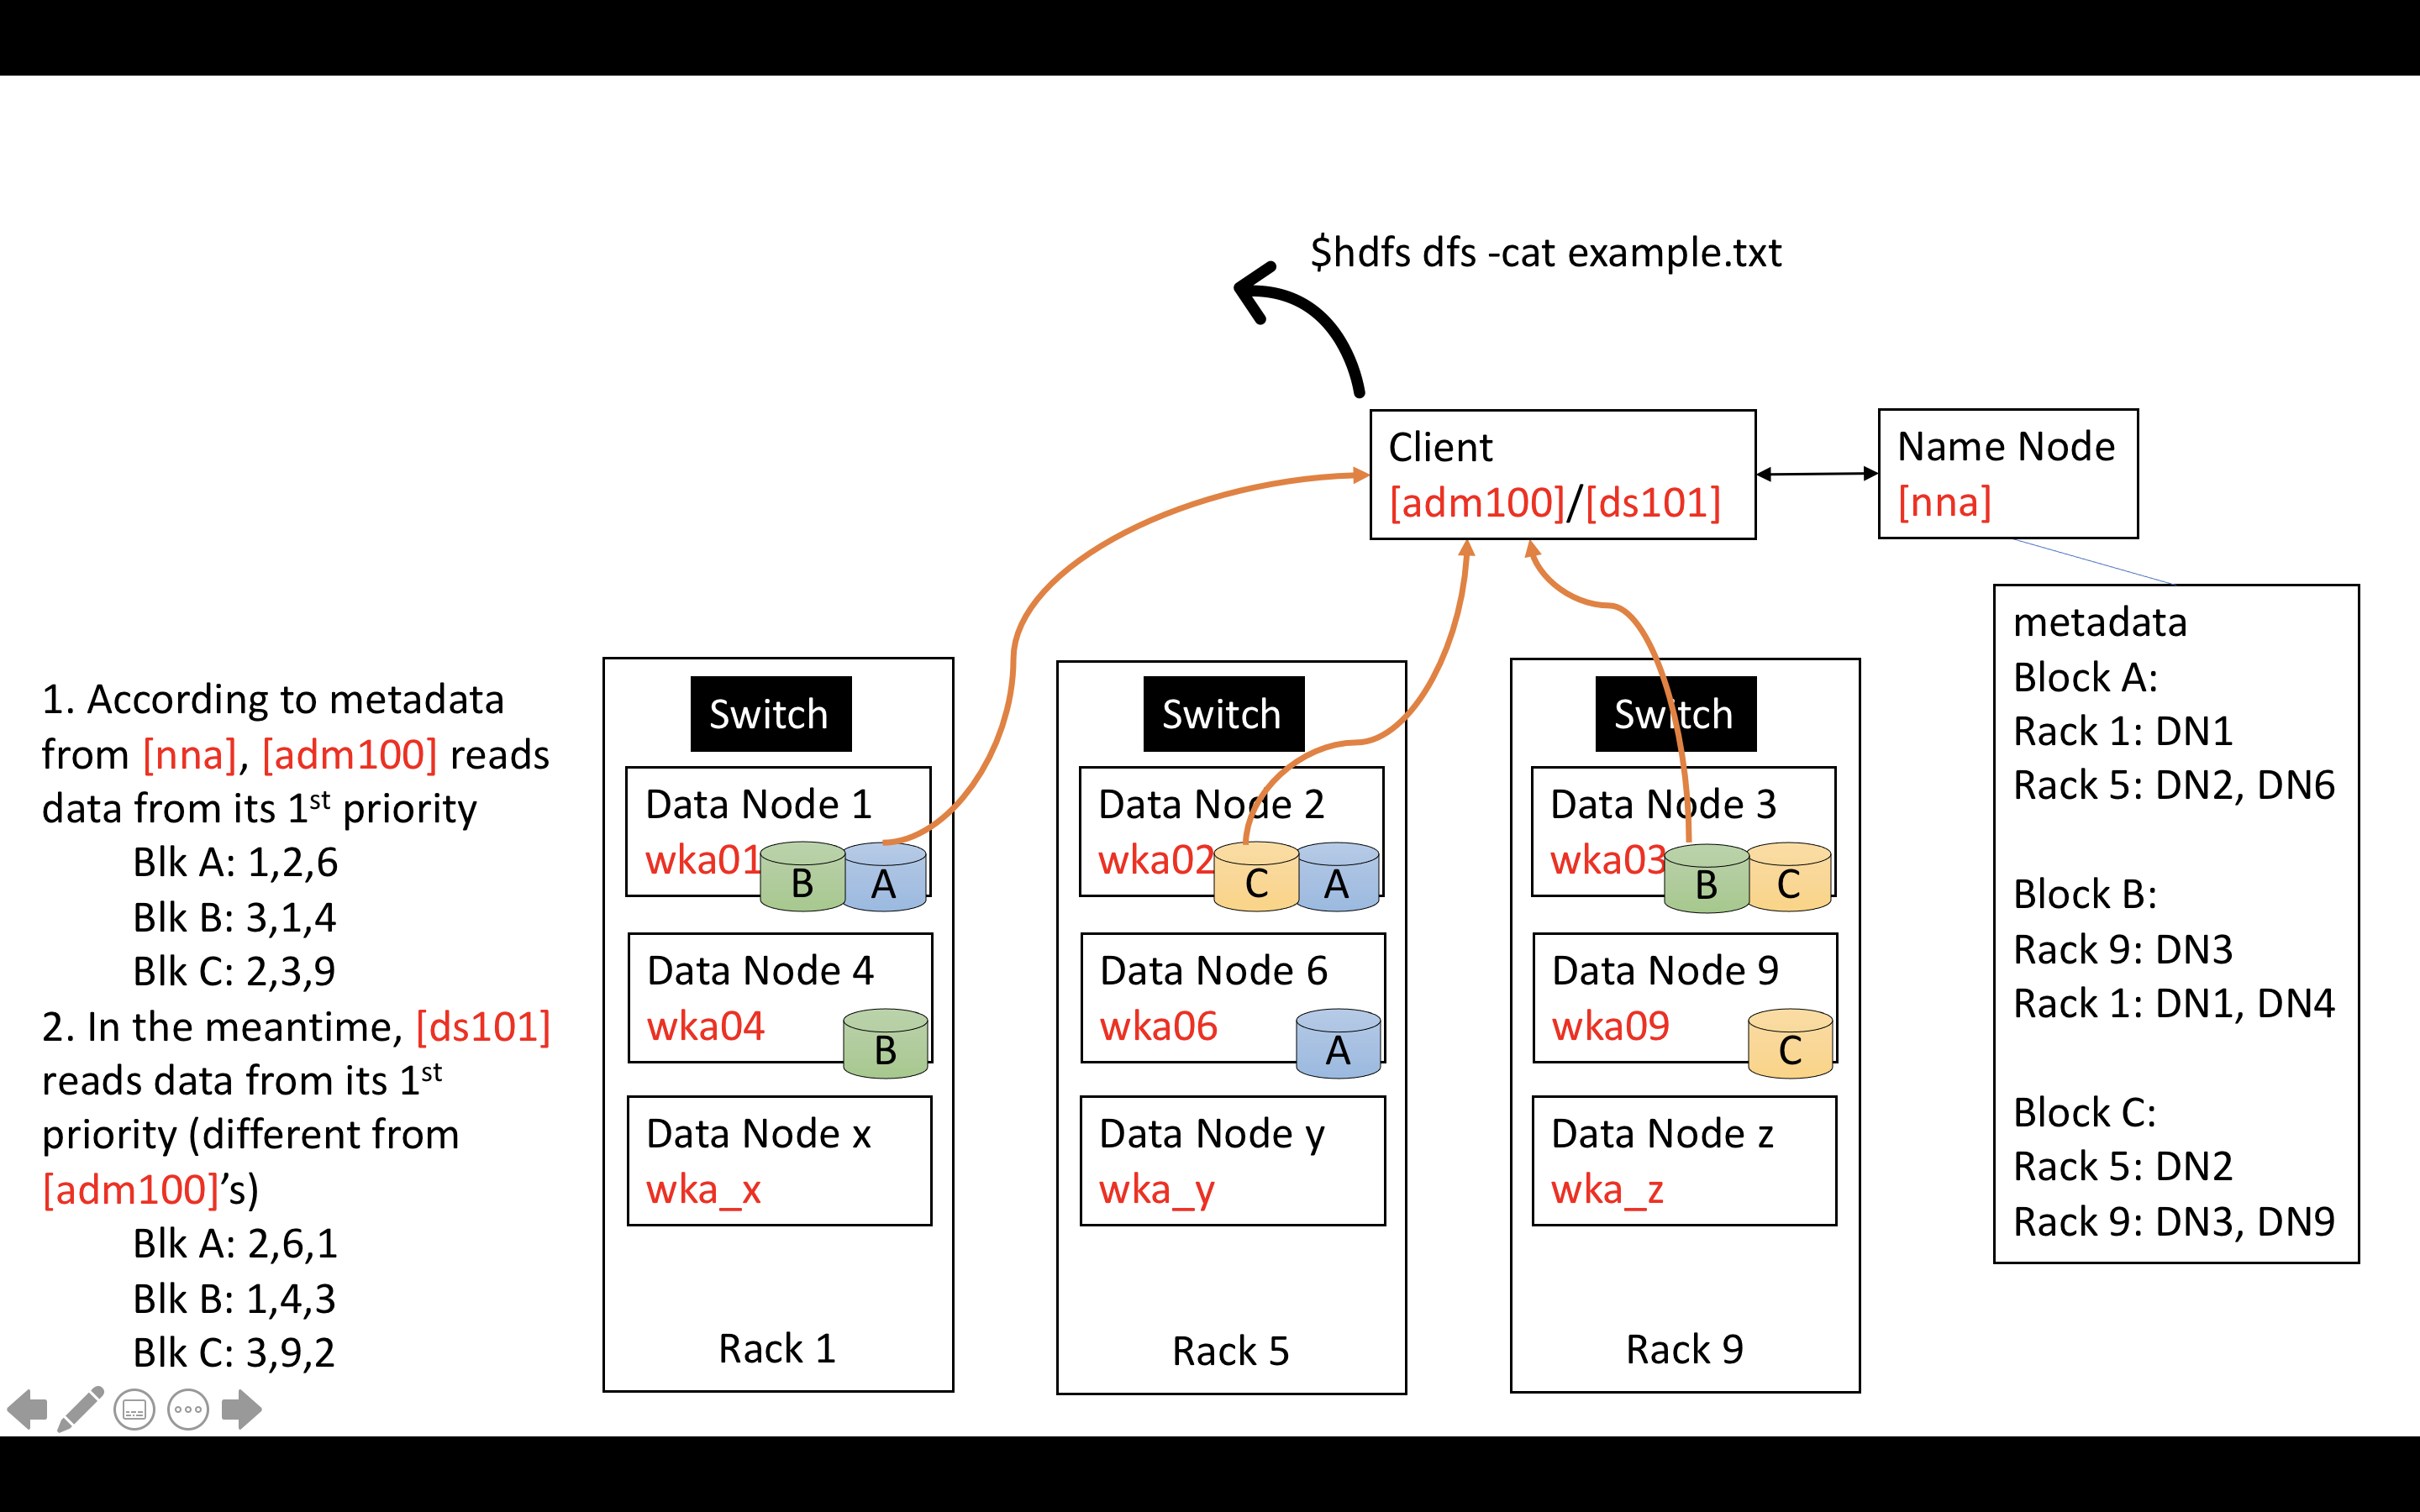 $hdfs dfs -cat example.txt
Client
[adm100]/[ds101]
Name Node
[nna]
metadata
Block A:
Rack 1: DN1
Rack 5: DN2, DN6
Block B:
Rack 9: DN3
Rack 1: DN1, DN4
Block C:
Rack 5: DN2
Rack 9: DN3, DN9
1. According to metadata
from [nna], [adm100] reads
data from its 1st priority
Blk A: 1,2,6
Blk B: 3,1,4
Blk C: 2,3,9
2. In the meantime, [ds101]
reads data from its 1st
priority (different from
[adm100]’s)
Blk A: 2,6,1
Blk B: 1,4,3
Blk C: 3,9,2
Switch
Data Node 1
wka01
B
A
Data Node 4
wka04
B
Data Node x
wka_x
Rack 1
Switch
Data Node 2
wka02
C
A
Data Node 6
wka06
A
Data Node y
wka_y
Rack 5
Switch
Data Node 3
wka03
B
C
Data Node 9
wka09
C
Data Node z
wka_z
Rack 9